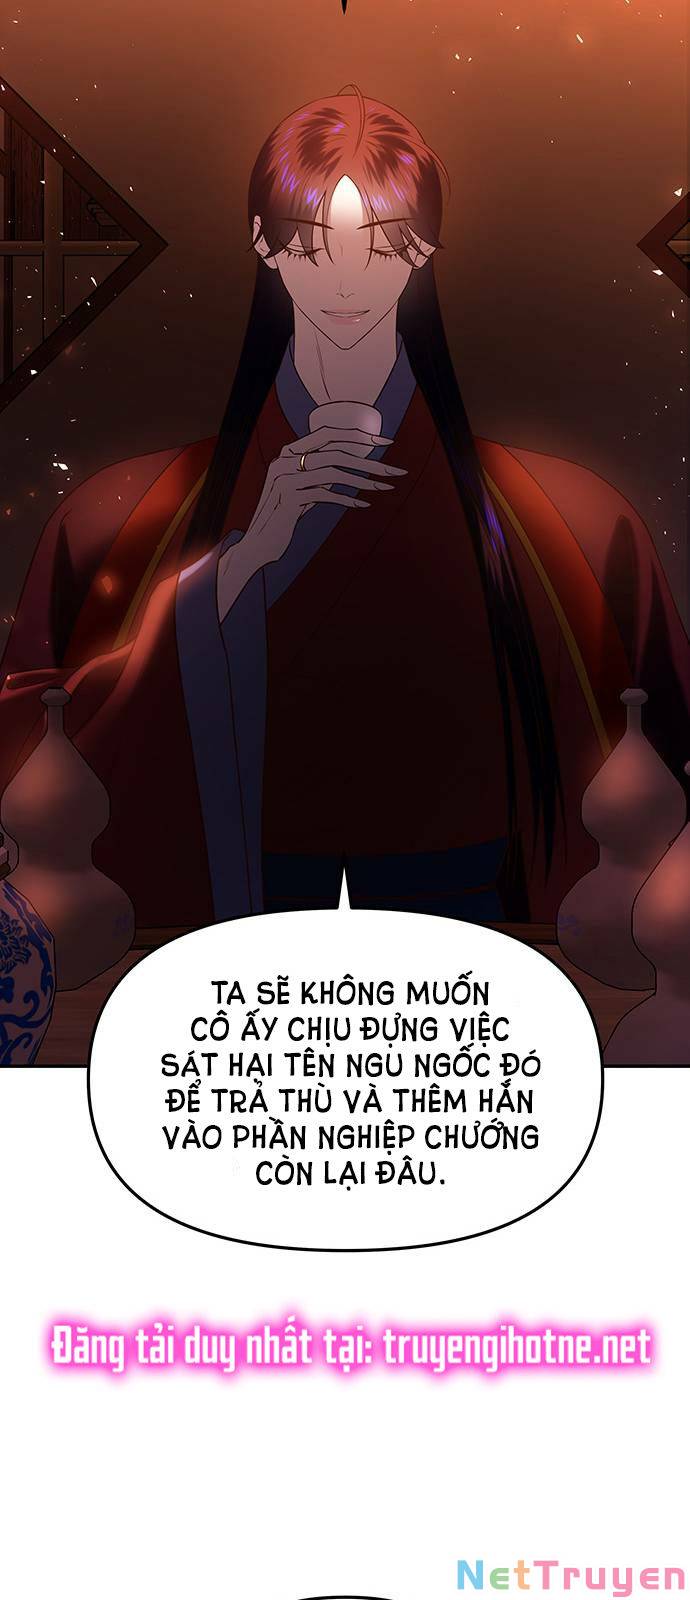 TA SẼ KHÔNG MUỐN
CÔ ẤY CHỊU ĐỰNG VIỆC
SÁT HẠI TÊN NGU NGỐC ĐÓ
ĐỂ TRẢ THÙ VÀ THÊM HẮN
VÀO PHẦN NGHIỆP CHƯỚNG
CÒN LẠI ĐÂU.
Đăng tải duy nhất tại: truyengihotne.net
NetTruyen